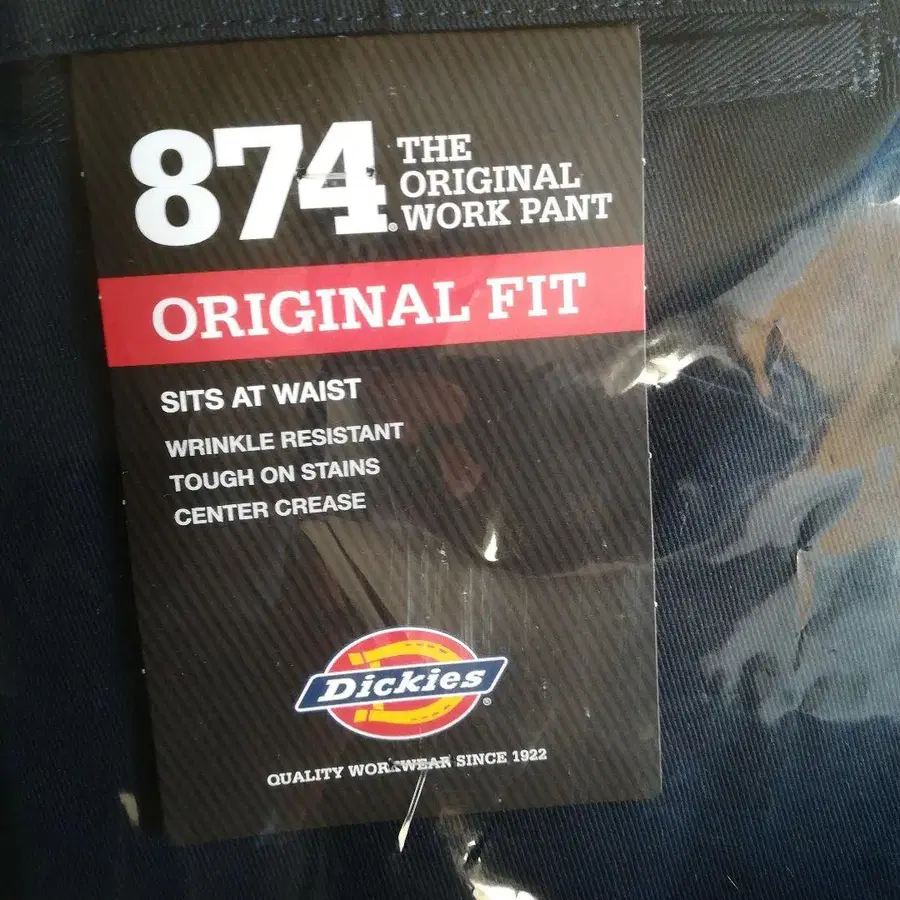 874® THE
ORIGINAL
WORK PANT
ORIGINAL FIT
SITS AT WAIST
WRINKLE RESISTANT
TOUGH ON STAINS
CENTER CREASE
Dickies®
QUALITY WORKWEAR SINCE 1922